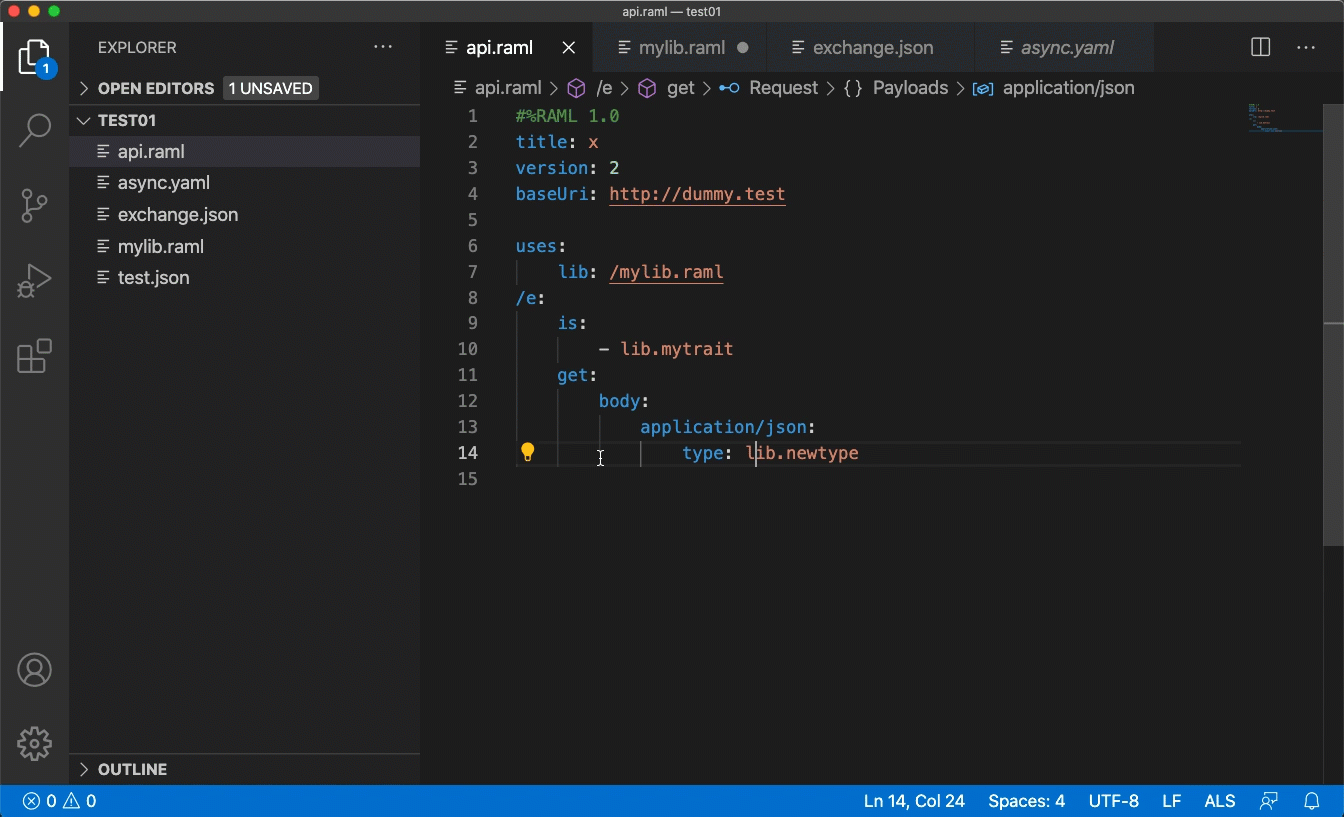 api.raml — test01
EXPLORER
1
OPEN EDITORS 1 UNSAVED
TEST01
api.raml
async.yaml
exchange.json
mylib.raml
test.json
OUTLINE
api.raml mylib.raml exchange.json async.yaml
api.raml /e get Request {} Payloads application/json
1 #%RAML 1.0
2 title: x
3 version: 2
4 baseUri: http://dummy.test
5
6 uses:
7 lib: /mylib.raml
8 /e:
9 is:
10 - lib.mytrait
11 get:
12 body:
13 application/json:
14 type: lib.newtype
15
0 0 Ln 14, Col 24 Spaces: 4 UTF-8 LF ALS